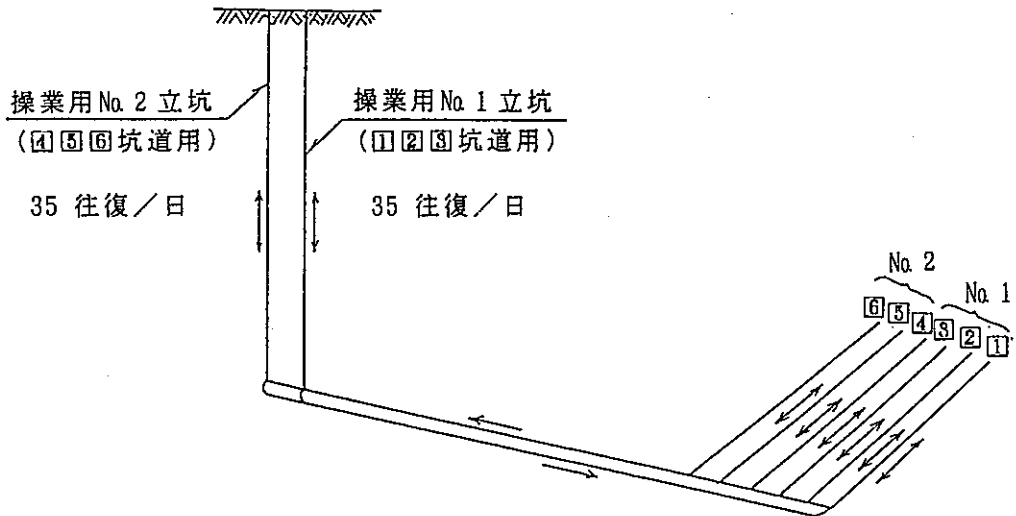 操業用No.2立坑
(4 5 6坑道用)
35 往復/日
操業用No.1立坑
(1 2 3坑道用)
35 往復/日
No.2
No.1
6 5 4 3 2 1